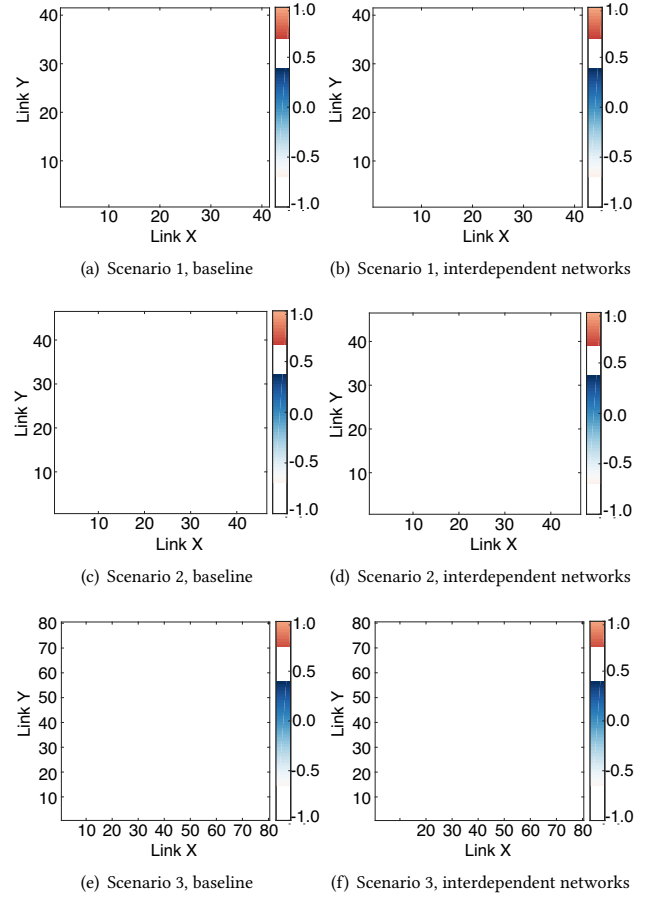 40
30
20
10
Link Y
10 20 30 40
Link X
1.0
0.5
0.0
-0.5
-1.0
40
30
20
10
Link Y
10 20 30 40
Link X
1.0
0.5
0.0
-0.5
-1.0
(a) Scenario 1, baseline
(b) Scenario 1, interdependent networks
40
30
20
10
Link Y
10 20 30 40
Link X
1.0
0.5
0.0
-0.5
-1.0
40
30
20
10
Link Y
10 20 30 40
Link X
1.0
0.5
0.0
-0.5
-1.0
(c) Scenario 2, baseline
(d) Scenario 2, interdependent networks
80
70
60
50
40
30
20
10
Link Y
10 20 30 40 50 60 70 80
Link X
1.0
0.5
0.0
-0.5
-1.0
80
70
60
50
40
30
20
10
Link Y
20 30 40 50 60 70 80
Link X
1.0
0.5
0.0
-0.5
-1.0
(e) Scenario 3, baseline
(f) Scenario 3, interdependent networks